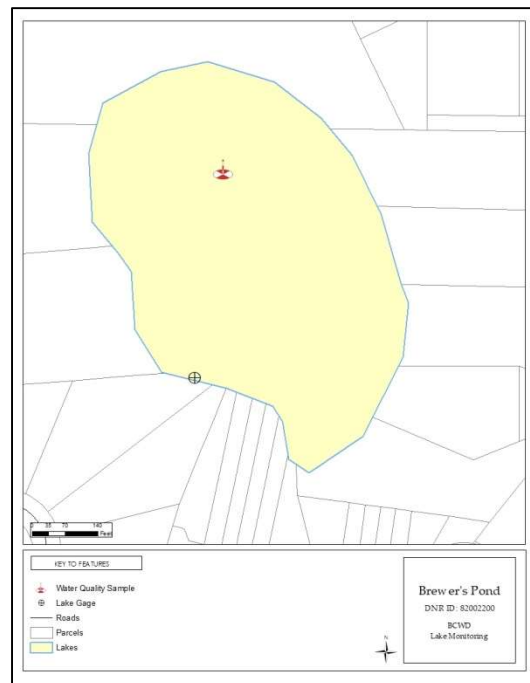 0 35 70 140
Feet
KEY TO FEATURES
Water Quality Sample
Lake Gage
Roads
Parcels
Lakes
Brewer's Pond
DNR ID: 82002200
BCWD
Lake Monitoring